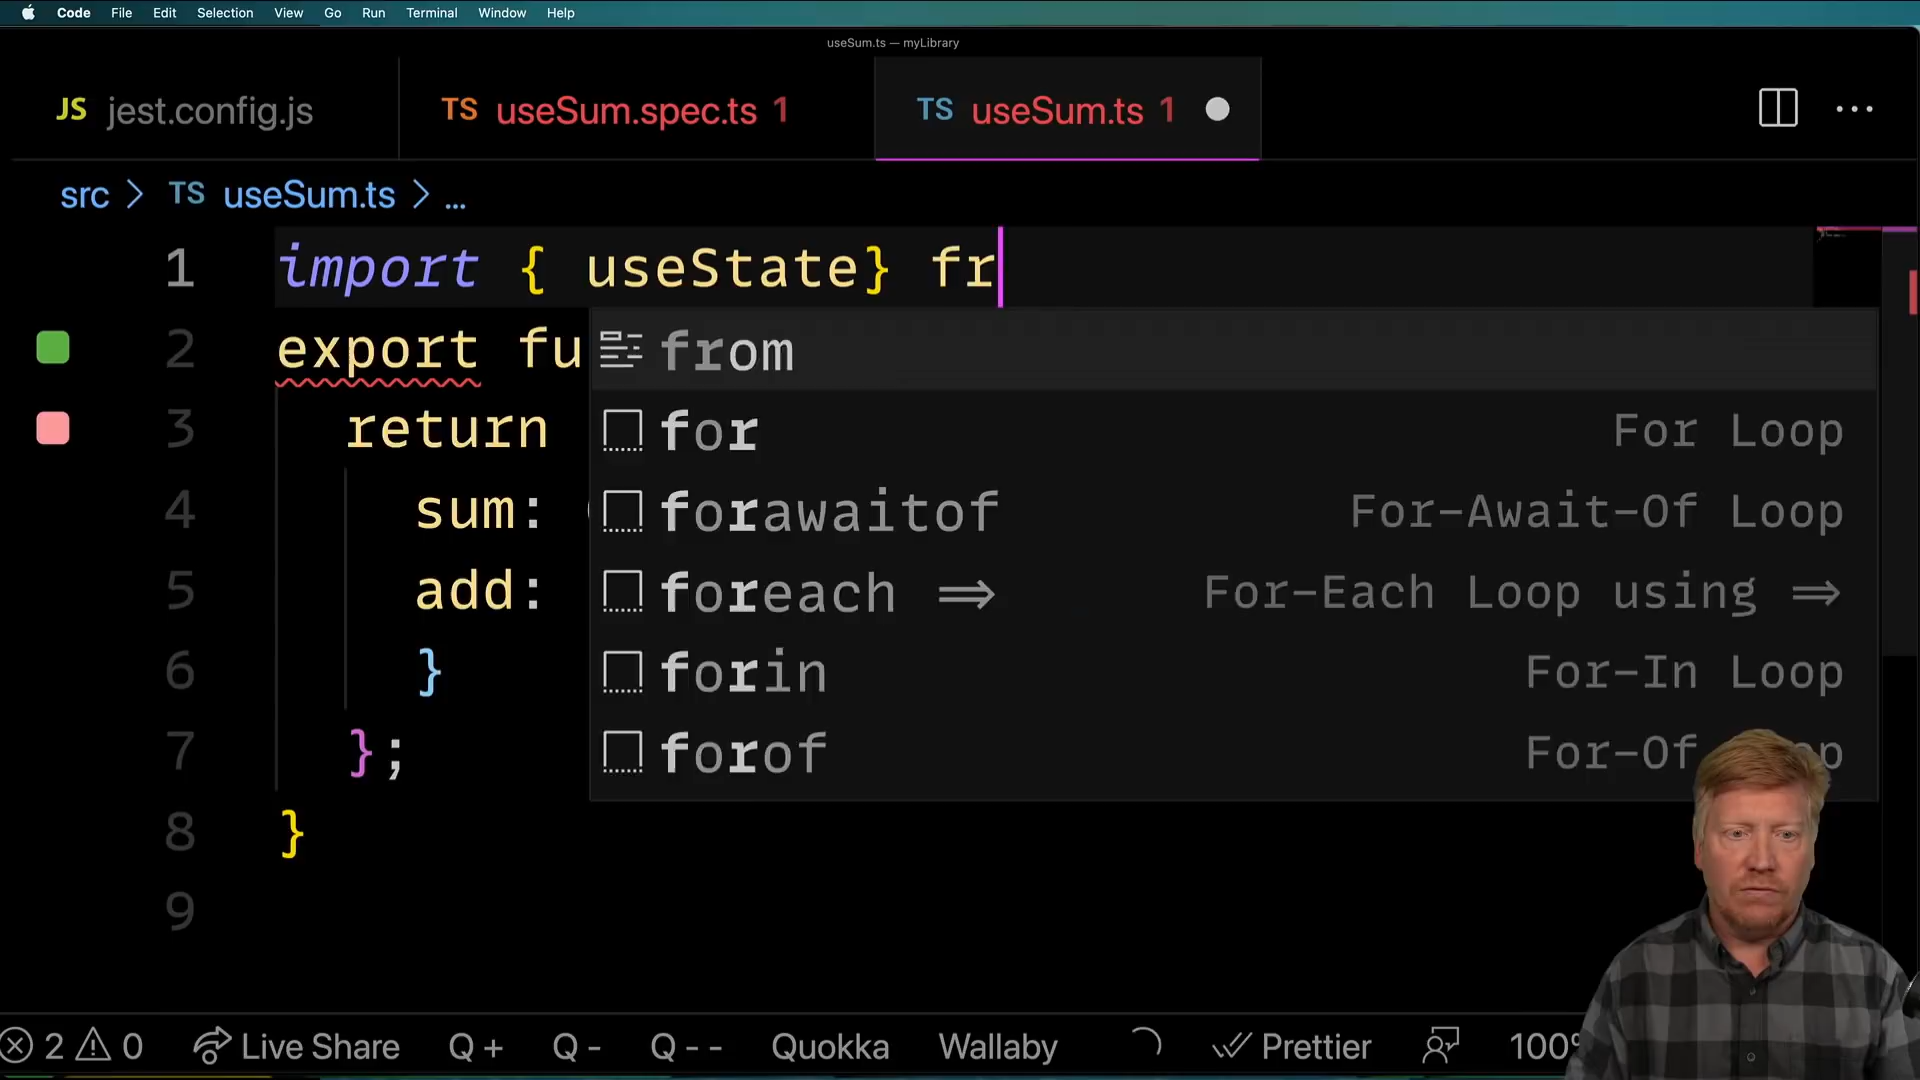 Code File Edit Selection View Go Run Terminal Window Help
useSum.ts — myLibrary
JS jest.config.js TS useSum.spec.ts 1 TS useSum.ts 1
src > TS useSum.ts > ...
1 import { useState} fr
2 export fu
3 return
4 sum:
5 add:
6 }
7 };
8 }
9
from
for For Loop
forawaitof For-Await-Of Loop
foreach ⇒ For-Each Loop using ⇒
forin For-In Loop
forof For-Of
2 0 Live Share Q + Q - Q - - Quokka Wallaby Prettier 100%